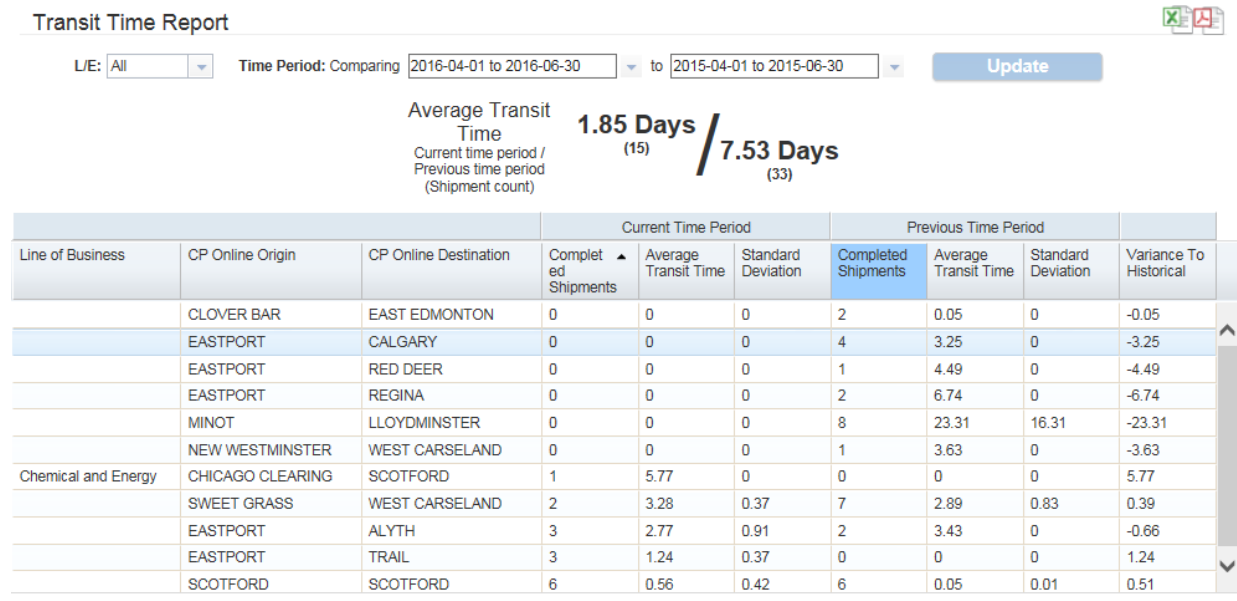 Transit Time Report
L/E: All Time Period: Comparing 2016-04-01 to 2016-06-30 to 2015-04-01 to 2015-06-30 Update
Average Transit
Time
Current time period /
Previous time period
(Shipment count)
1.85 Days
(15)
/
7.53 Days
(33)
Current Time Period Previous Time Period
Line of Business CP Online Origin CP Online Destination Complet
ed
Shipments Average
Transit Time Standard
Deviation Completed
Shipments Average
Transit Time Standard
Deviation Variance To
Historical
CLOVER BAR EAST EDMONTON 0 0 0 2 0.05 0 -0.05
EASTPORT CALGARY 0 0 0 4 3.25 0 -3.25
EASTPORT RED DEER 0 0 0 1 4.49 0 -4.49
EASTPORT REGINA 0 0 0 2 6.74 0 -6.74
MINOT LLOYDMINSTER 0 0 0 8 23.31 16.31 -23.31
NEW WESTMINSTER WEST CARSELAND 0 0 0 1 3.63 0 -3.63
Chemical and Energy CHICAGO CLEARING SCOTFORD 1 5.77 0 0 0 0 5.77
SWEET GRASS WEST CARSELAND 2 3.28 0.37 7 2.89 0.83 0.39
EASTPORT ALYTH 3 2.77 0.91 2 3.43 0 -0.66
EASTPORT TRAIL 3 1.24 0.37 0 0 0 1.24
SCOTFORD SCOTFORD 6 0.56 0.42 6 0.05 0.01 0.51